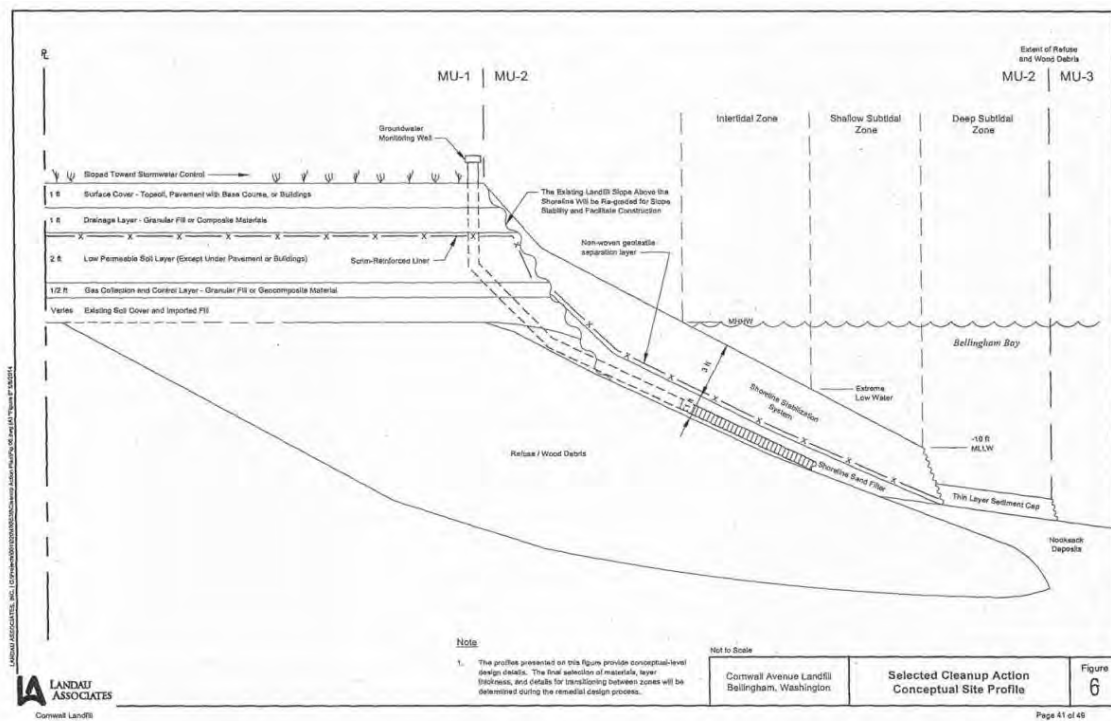 Extent of Refuse
and Wood Debris
MU-1
MU-2
MU-2
MU-3
Groundwater
Monitoring Well
Intertidal Zone
Shallow Subtidal
Zone
Deep Subtidal
Zone
Sloped Toward Stormwater Control
1 ft
Surface Cover - Topsoil, Pavement with Base Course, or Buildings
The Existing Landfill Slope Above the
Shoreline Will be Re-graded for Slope
Stability and Facilitate Construction
1 ft
Drainage Layer - Granular Fill or Composite Materials
Non-woven geotextile
separation layer
2 ft
Low Permeable Soil Layer (Except Under Pavement or Buildings)
Scrim-Reinforced Liner
1/2 ft
Gas Collection and Control Layer - Granular Fill or Geocomposite Material
Varies
Existing Soil Cover and Imported Fill
MHHW
Bellingham Bay
3 ft
Shoreline Stabilization
System
Extreme
Low Water
-10 ft
MLLW
Refuse / Wood Debris
Shoreline Sand Filter
Thin Layer Sediment Cap
Nooksack
Deposits
Note
1. The profiles presented on this figure provide conceptual-level
design details. The final selection of materials, layer
thickness, and details for transitioning between zones will be
determined during the remedial design process.
Not to Scale
LANDAU
ASSOCIATES
Cornwall Avenue Landfill
Bellingham, Washington
Selected Cleanup Action
Conceptual Site Profile
Figure
6
Cornwall Landfill
Page 41 of 46